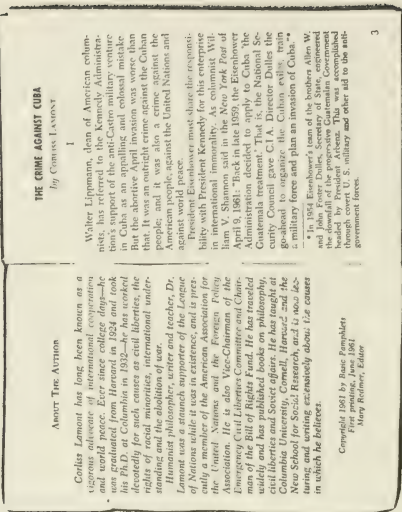 ABOUT THE AUTHOR
Corliss Lamont has long been known as a
vigorous advocate of international cooperation
and world peace. Ever since college days—he
was graduated from Harvard in 1924 and took
his Ph.D. at Columbia in 1932—he has worked
devotedly for such causes as civil liberties, the
rights of racial minorities, international under-
standing and the abolition of war.
Humanist philosopher, writer and teacher, Dr.
Lamont was a staunch supporter of the League
of Nations while it was in existence, and is pres-
ently a member of the American Association for
the United Nations and the Foreign Policy
Association. He is also Vice-Chairman of the
Emergency Civil Liberties Committee and Chair-
man of the Bill of Rights Fund. He has traveled
widely and has published books on philosophy,
civil liberties and Soviet affairs. He has taught at
Columbia University, Cornell, Harvard and the
New School for Social Research, and is now lec-
turing and writing extensively about the causes
in which he believes.
Copyright 1961 by Basic Pamphlets
First printing, June 1961
Mary Redmer, Editor
THE CRIME AGAINST CUBA
by CORLISS LAMONT
I
Walter Lippmann, dean of American colum-
nists, has referred to the Kennedy Administra-
tion's support of the anti-Castro military venture
in Cuba as an appalling and colossal mistake
But the abortive April invasion was worse than
that. It was an outright crime against the Cuban
people; and it was also a crime against the
American people, against the United Nations and
against world peace.
President Eisenhower must share the responsi-
bility with President Kennedy for this enterprise
in international immorality. As columnist Wil-
liam V. Shannon said in the New York Post of
April 9, 1961: "Back in late 1959, the Eisenhower
Administration decided to apply to Cuba 'the
Guatemala treatment.' That is, the National Se-
curity Council gave C.I.A. Director Dulles the
go-ahead to organize the Cuban exiles, train
a military force and plan an invasion of Cuba."*
* In 1954 Eisenhower's team of the brothers Allen W.
and John Foster Dulles, Secretary of State, engineered
the downfall of the progressive Guatemalan Government
headed by President Arbenz. This was accomplished
through covert U. S. military and other aid to the anti-
government forces.
3